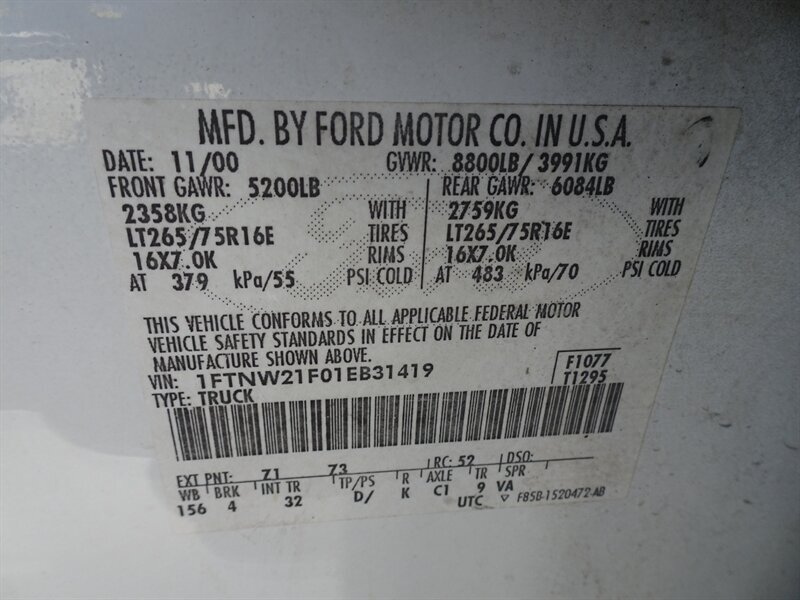 MFD. BY FORD MOTOR CO. IN U.S.A.
DATE: 11/00 GVWR: 8800LB/3991KG
FRONT GAWR: 5200LB REAR GAWR: 6084LB
2358KG WITH 2759KG WITH
LT265/75R16E TIRES LT265/75R16E TIRES
16X7.0K RIMS 16X7.0K RIMS
AT 379 kPa/55 PSI COLD AT 483 kPa/70 PSI COLD
THIS VEHICLE CONFORMS TO ALL APPLICABLE FEDERAL MOTOR
VEHICLE SAFETY STANDARDS IN EFFECT ON THE DATE OF
MANUFACTURE SHOWN ABOVE.
VIN: 1FTNW21F01EB31419 F1077
TYPE: TRUCK T1295
EXT PNT: Z1 Z3 RC: 52 DSO:
WB BRK INT TR TP/PS R AXLE TR SPR
156 4 32 D/ K C1 9 VA
UTC ▽ F85B-1520472-AB